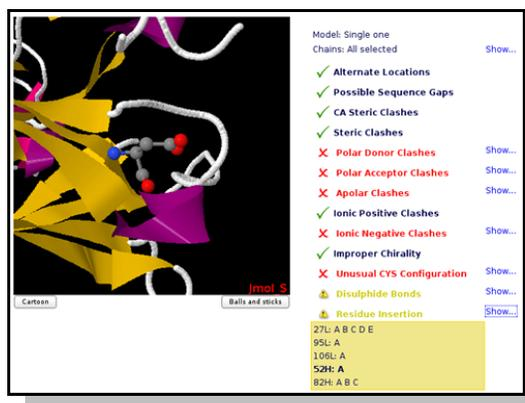 Model: Single one
Chains: All selected Show...
Alternate Locations
Possible Sequence Gaps
CA Steric Clashes
Steric Clashes
Polar Donor Clashes Show...
Polar Acceptor Clashes Show...
Apolar Clashes Show...
Ionic Positive Clashes
Ionic Negative Clashes Show...
Improper Chirality
Unusual CYS Configuration Show...
Disulphide Bonds Show...
Residue Insertion Show...
27L: A B C D E
95L: A
106L: A
52H: A
82H: A B C
Jmol S
Cartoon
Balls and sticks